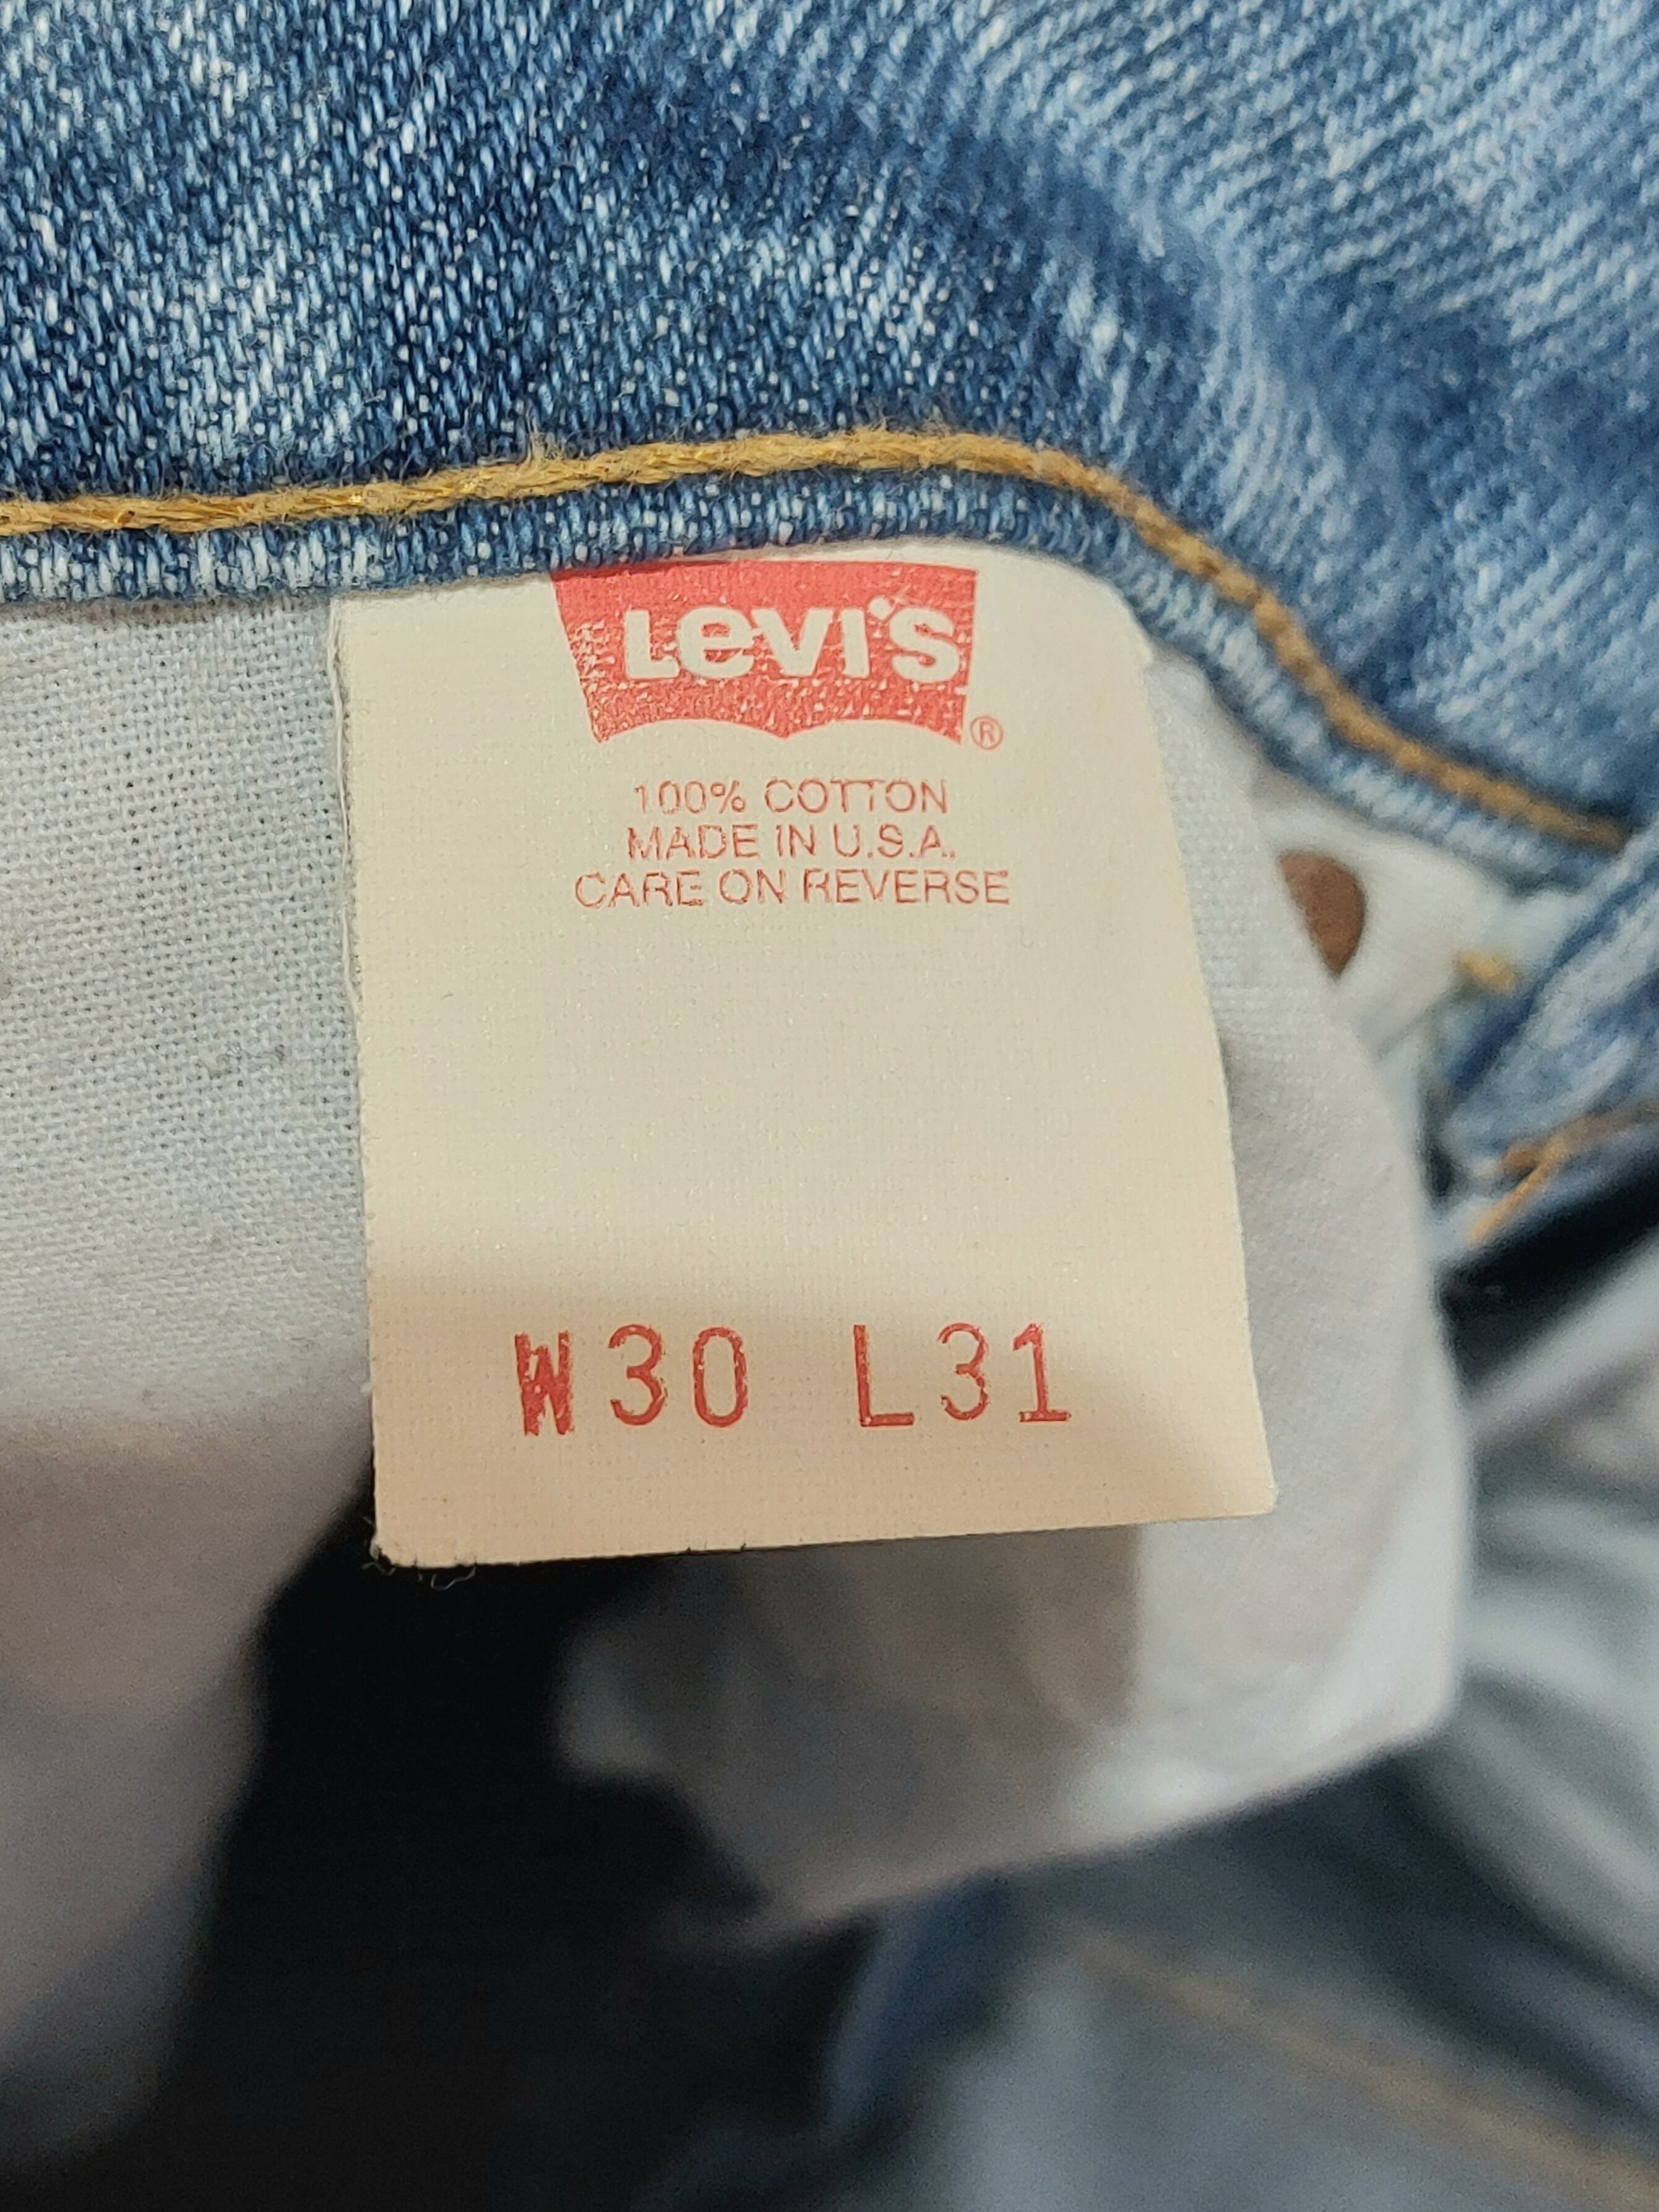 Levi's ®
100% COTTON
MADE IN U.S.A.
CARE ON REVERSE
W30 L31